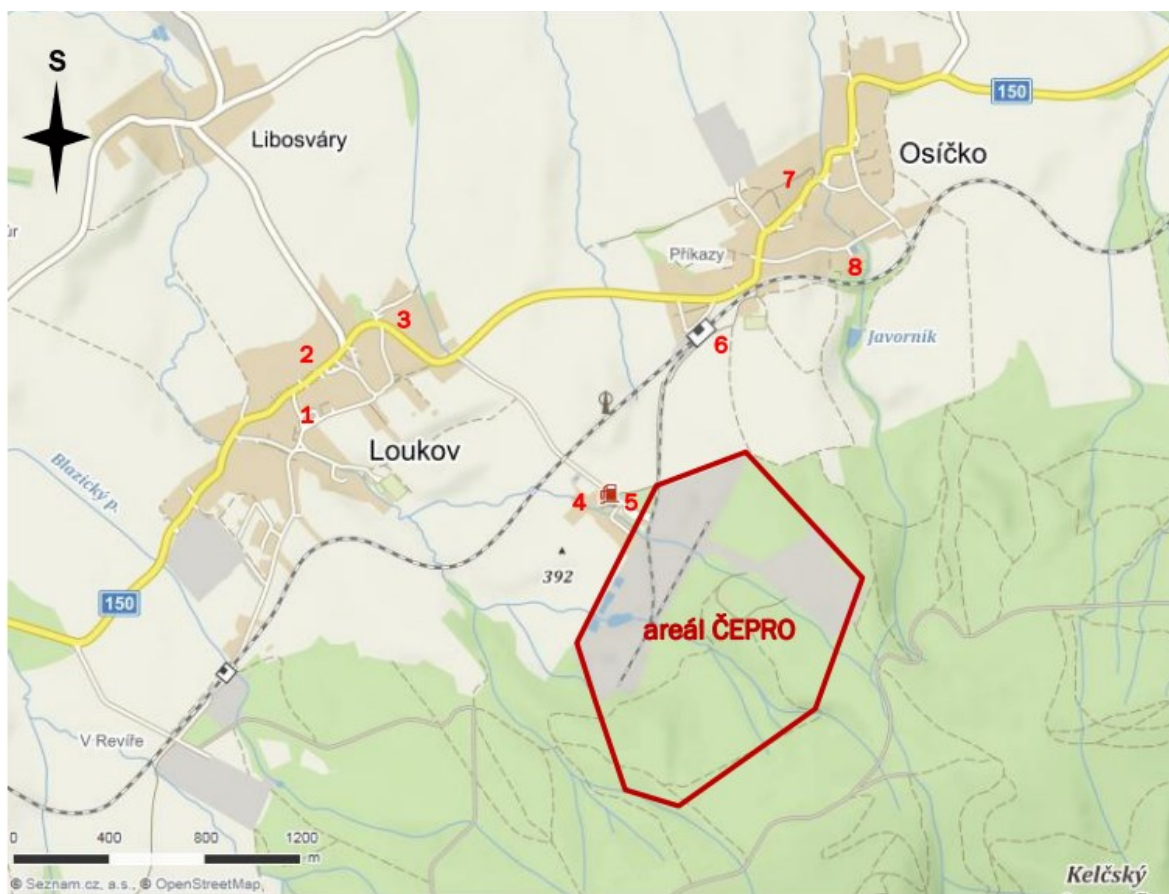 S
150
Libosváry
Osíčko
7
Příkazy
8
3
Javorník
6
2
1
Loukov
Blazický p.
4
5
392
150
areál ČEPRO
V Revíře
0 400 800 1200
m
© Seznam.cz, a.s., © OpenStreetMap,
Kelčský